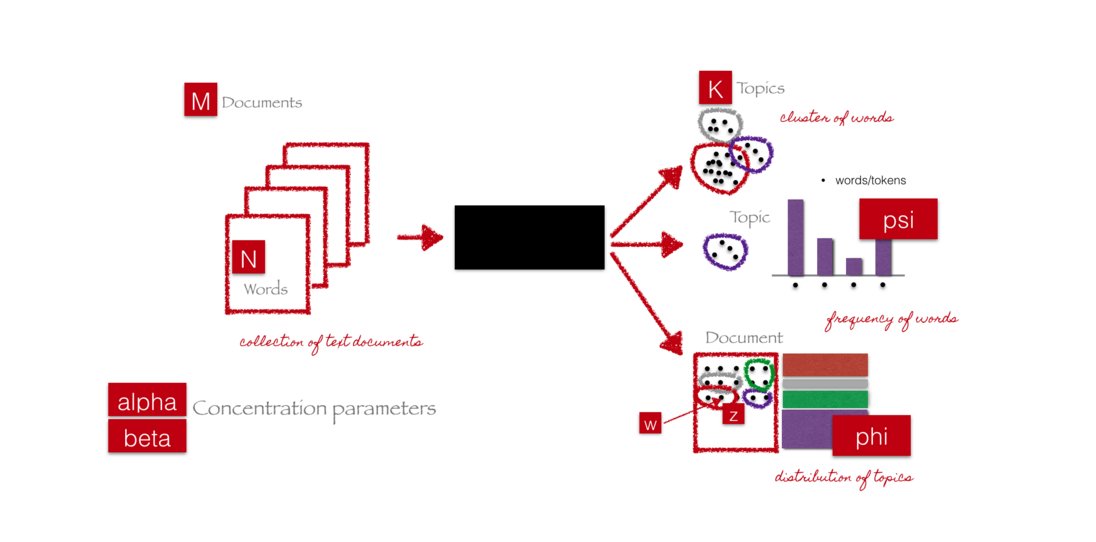 M Documents
N
Words
collection of text documents
alpha
beta
Concentration parameters
K Topics
cluster of words
• words/tokens
Topic
psi
frequency of words
Document
w
z
phi
distribution of topics